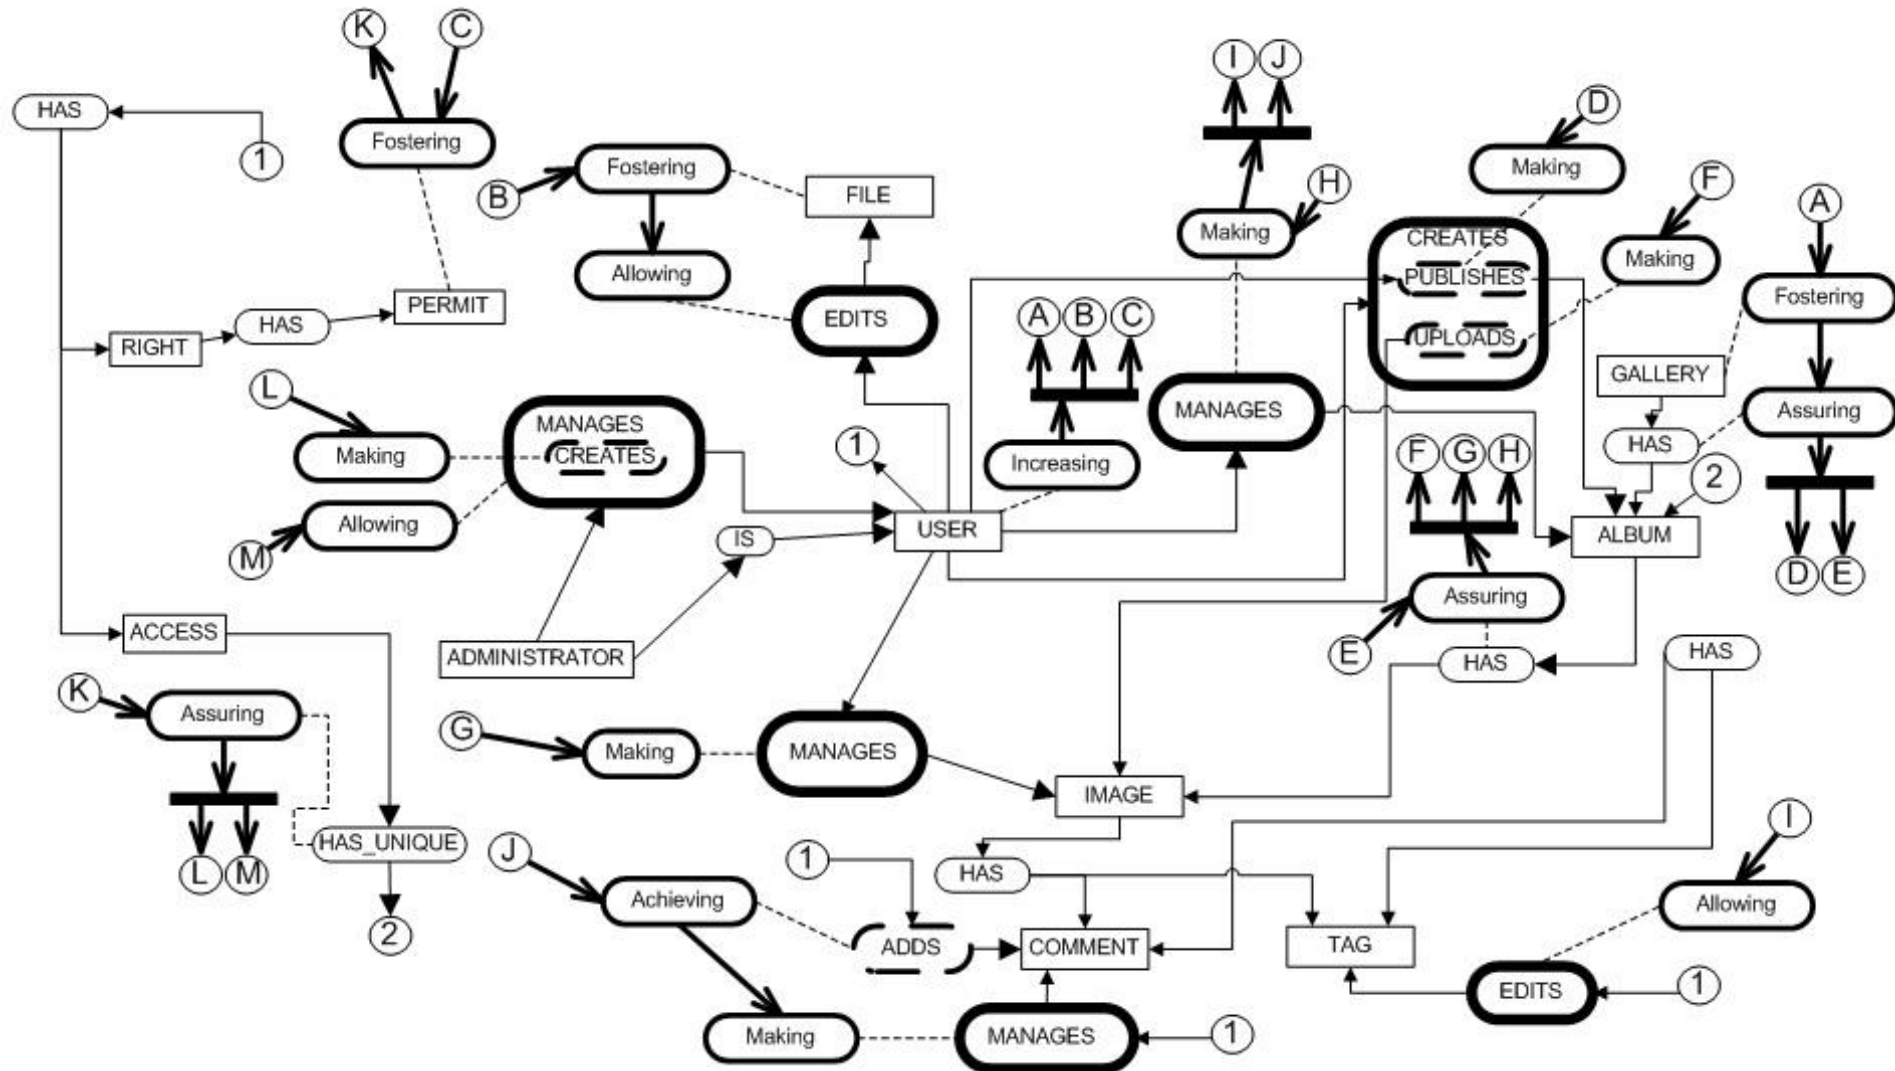 K C
I J
HAS
D
Fostering
1
Fostering
Making
B
FILE
H
F
A
Making
CREATES
Making
Allowing
PUBLISHES
Fostering
PERMIT
HAS
EDITS
A B C
UPLOADS
RIGHT
GALLERY
L
MANAGES
Assuring
MANAGES
CREATES
1
HAS
Making
Increasing
F G H
2
Allowing
USER
ALBUM
IS
M
D E
Assuring
ACCESS
ADMINISTRATOR
E
HAS
HAS
K
Assuring
G
Making
MANAGES
IMAGE
I
HAS_UNIQUE
J
1
HAS
L M
Achieving
Allowing
2
ADDS
COMMENT
TAG
EDITS
1
Making
MANAGES
1